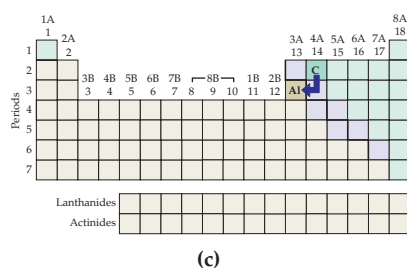 1A
1
2A
2
3B
3
4B
4
5B
5
6B
6
7B
7
8B
8 9 10
1B
11
2B
12
3A
13
4A
14
5A
15
6A
16
7A
17
8A
18
Periods
1
2
3
4
5
6
7
C
Al
Lanthanides
Actinides
(c)